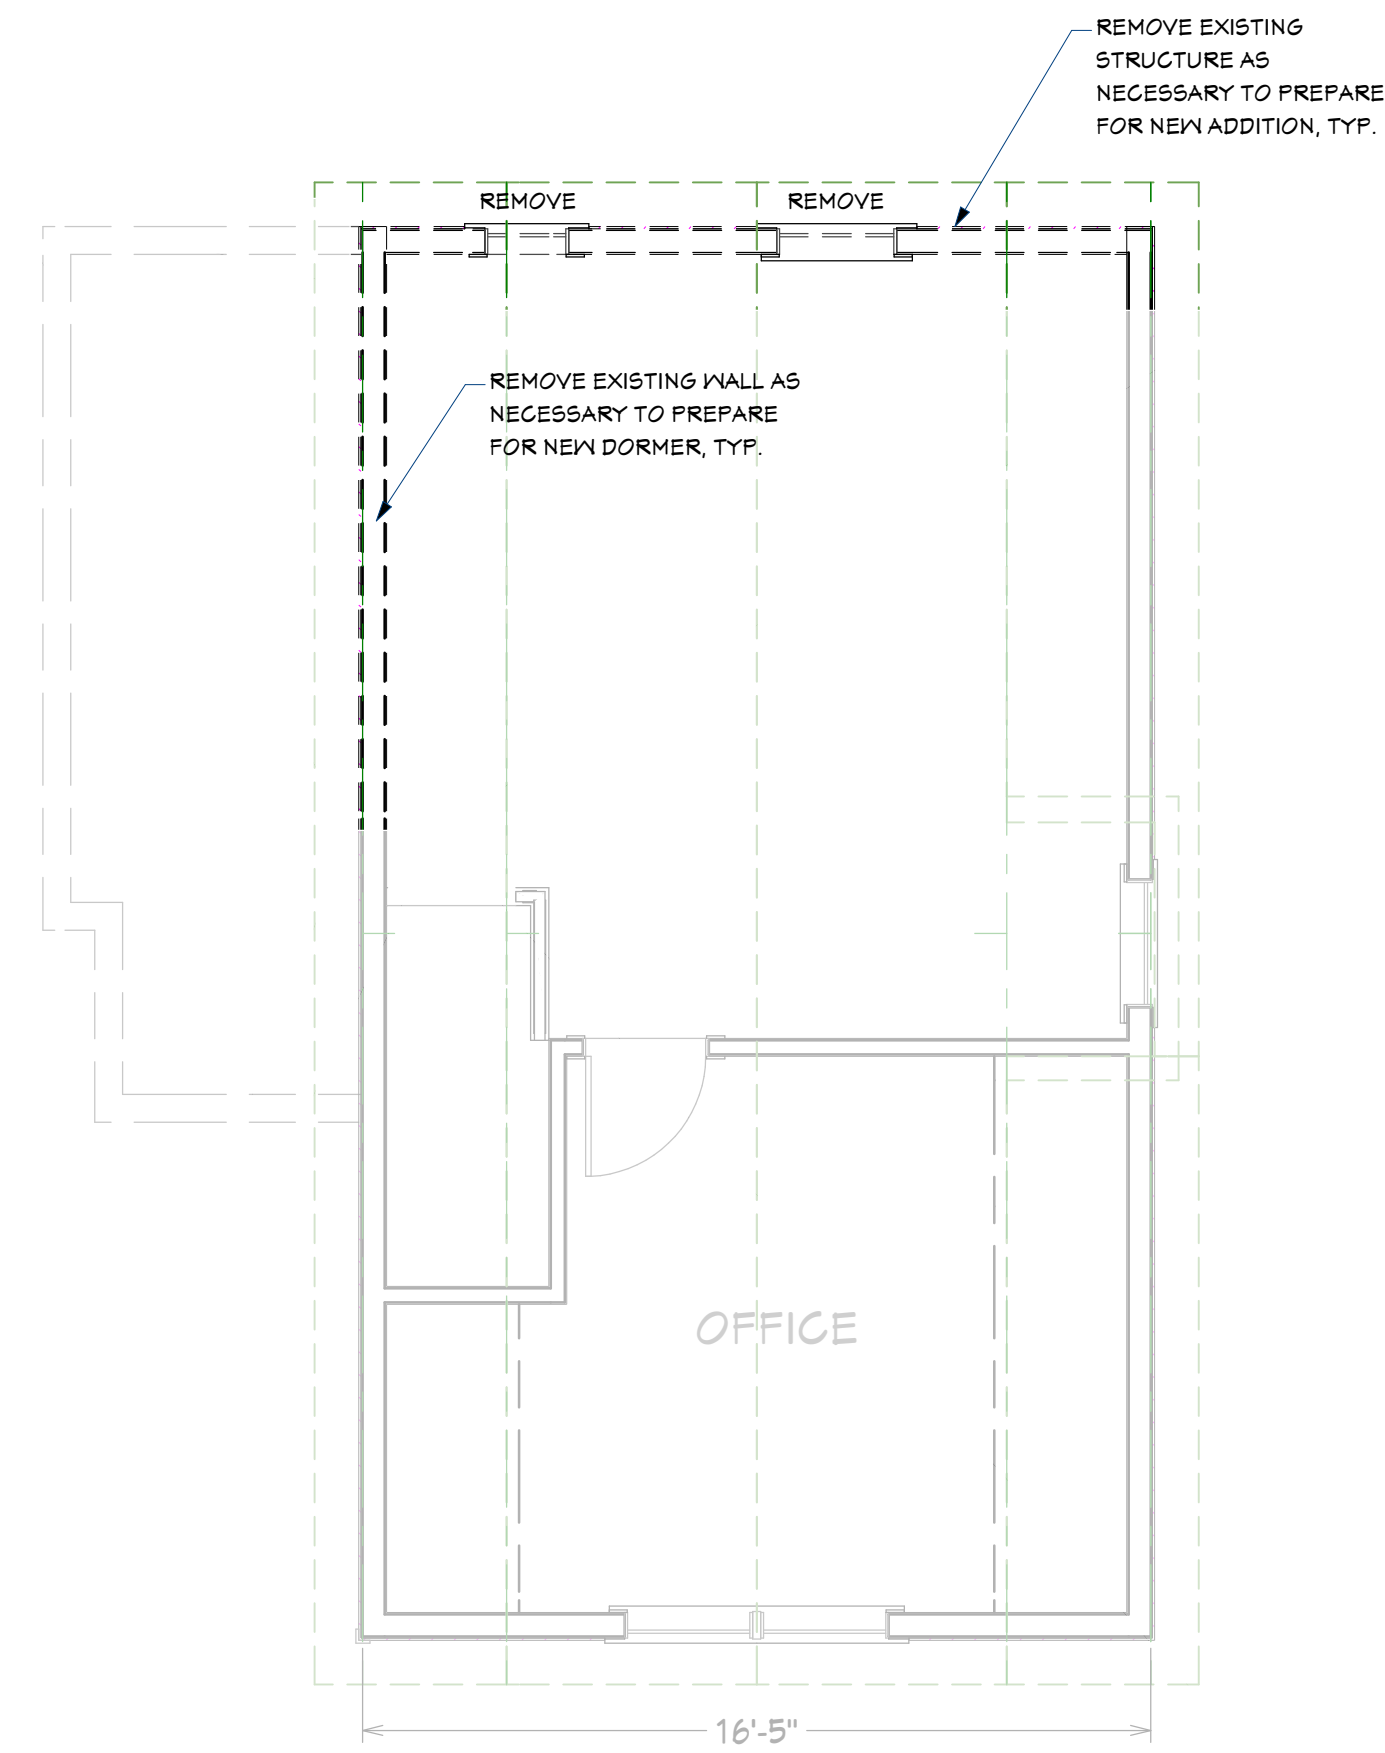 REMOVE EXISTING
STRUCTURE AS
NECESSARY TO PREPARE
FOR NEW ADDITION, TYP.
REMOVE
REMOVE
REMOVE EXISTING WALL AS
NECESSARY TO PREPARE
FOR NEW DORMER, TYP.
OFFICE
16'-5"